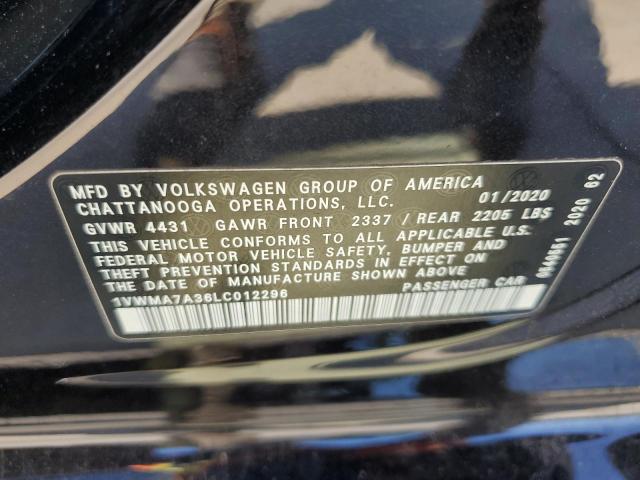 MFD BY VOLKSWAGEN GROUP OF AMERICA
CHATTANOOGA OPERATIONS, LLC. 01/2020
GVWR 4431 GAWR FRONT 2337/REAR 2205 LBS
THIS VEHICLE CONFORMS TO ALL APPLICABLE U.S.
FEDERAL MOTOR VEHICLE SAFETY, BUMPER AND
THEFT PREVENTION STANDARDS IN EFFECT ON
THE DATE OF MANUFACTURE SHOWN ABOVE.
1VWMA7A36LC012296 PASSENGER CAR
2020 62